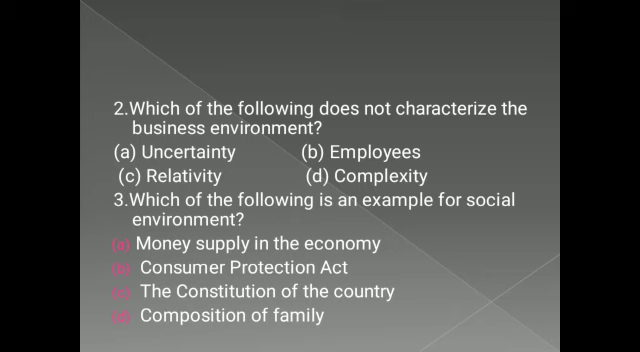 2.Which of the following does not characterize the
business environment?
(a) Uncertainty (b) Employees
(c) Relativity (d) Complexity
3.Which of the following is an example for social
environment?
(a) Money supply in the economy
(b) Consumer Protection Act
(c) The Constitution of the country
(d) Composition of family